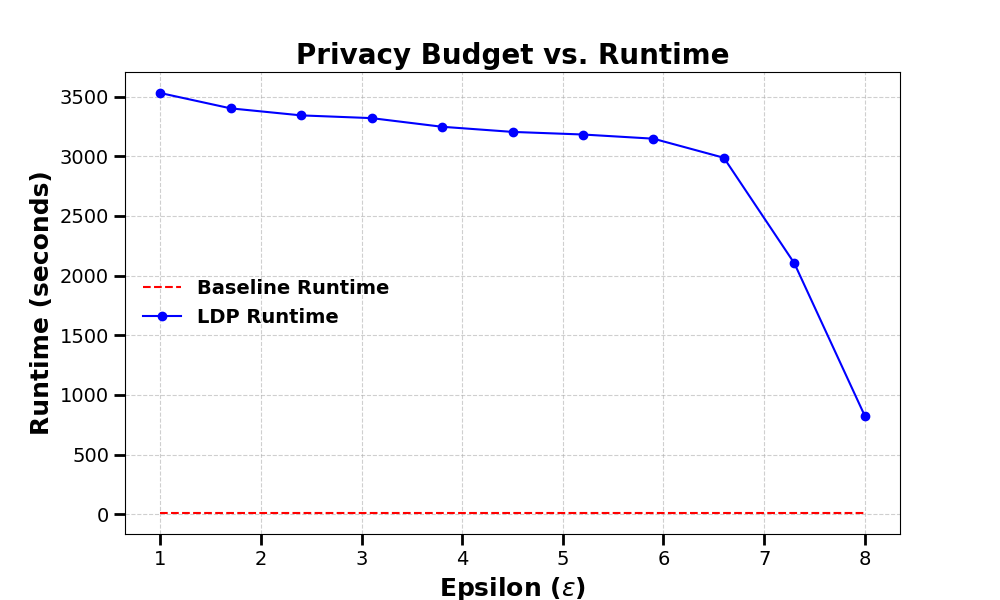 Privacy Budget vs. Runtime
Runtime (seconds)
3500
3000
2500
2000
1500
1000
500
0
Baseline Runtime
LDP Runtime
1 2 3 4 5 6 7 8
Epsilon (ε)